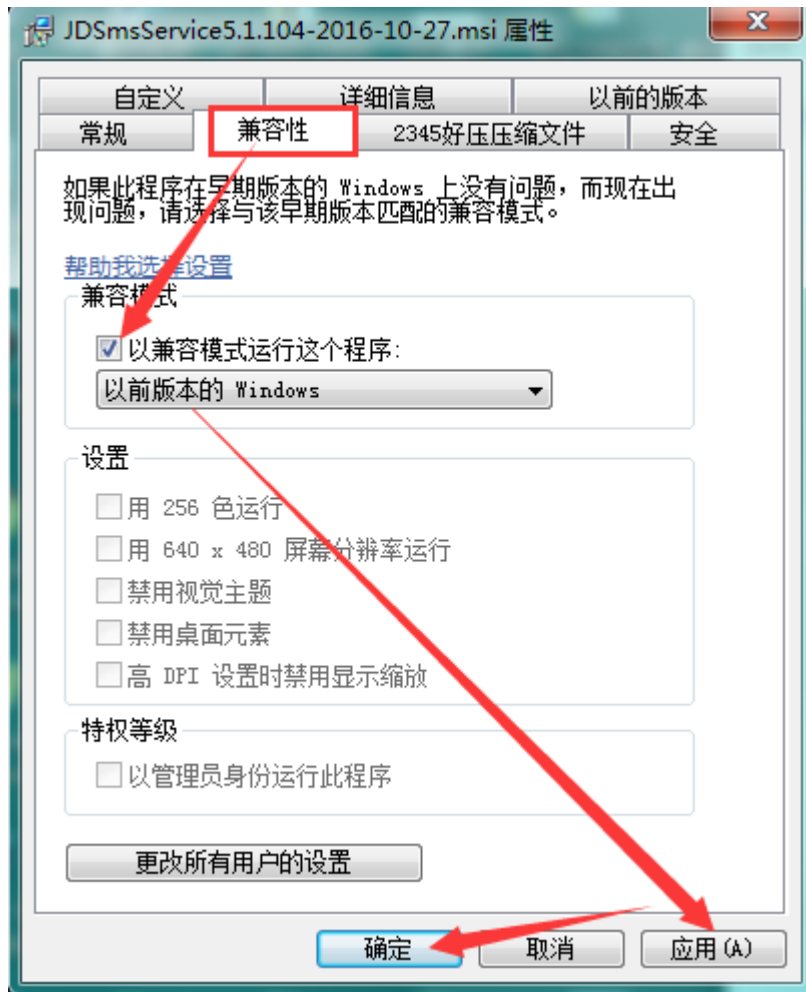 JDSmsService5.1.104-2016-10-27.msi 属性
自定义
详细信息
以前的版本
常规
兼容性
2345好压压缩文件
安全
如果此程序在早期版本的 Windows 上没有问题，而现在出
现问题，请选择与该早期版本匹配的兼容模式。
帮助我选择设置
兼容模式
以兼容模式运行这个程序:
以前版本的 Windows
设置
用 256 色运行
用 640 x 480 屏幕分辨率运行
禁用视觉主题
禁用桌面元素
高 DPI 设置时禁用显示缩放
特权等级
以管理员身份运行此程序
更改所有用户的设置
确定
取消
应用(A)